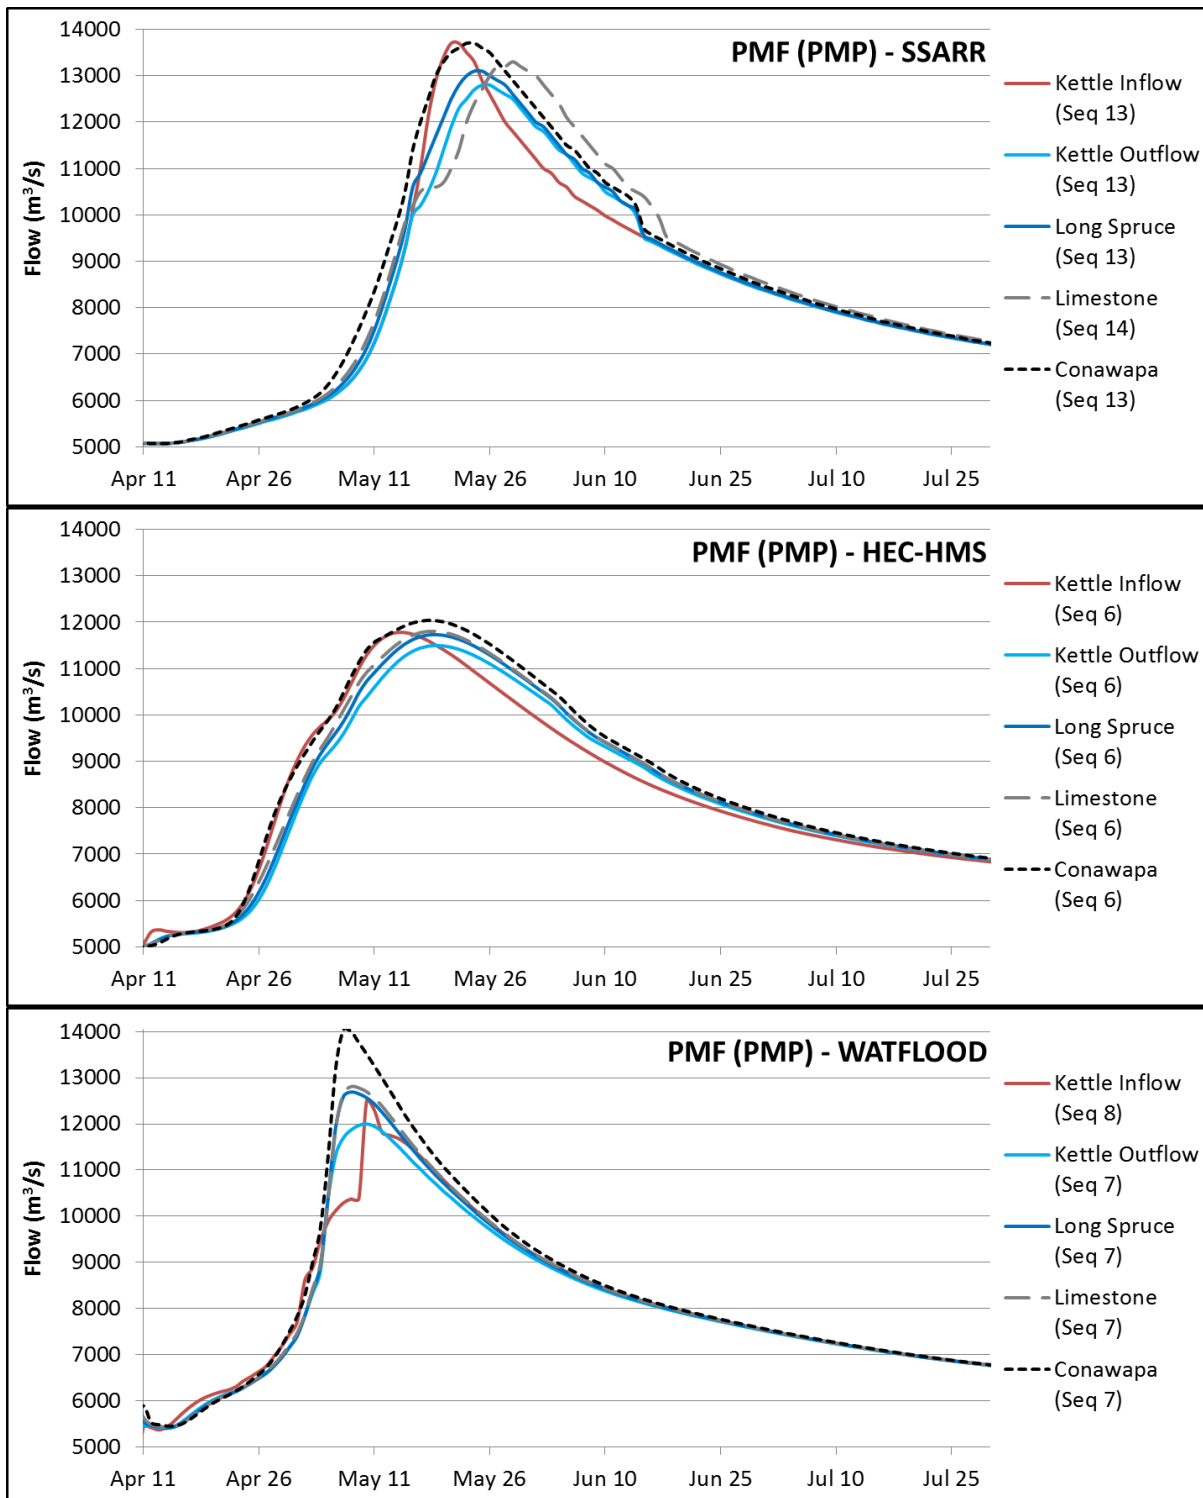 PMF (PMP) - SSARR
Flow (m³/s)
14000
13000
12000
11000
10000
9000
8000
7000
6000
5000
Apr 11 Apr 26 May 11 May 26 Jun 10 Jun 25 Jul 10 Jul 25
Kettle Inflow
(Seq 13)
Kettle Outflow
(Seq 13)
Long Spruce
(Seq 13)
Limestone
(Seq 14)
Conawapa
(Seq 13)
PMF (PMP) - HEC-HMS
Flow (m³/s)
14000
13000
12000
11000
10000
9000
8000
7000
6000
5000
Apr 11 Apr 26 May 11 May 26 Jun 10 Jun 25 Jul 10 Jul 25
Kettle Inflow
(Seq 6)
Kettle Outflow
(Seq 6)
Long Spruce
(Seq 6)
Limestone
(Seq 6)
Conawapa
(Seq 6)
PMF (PMP) - WATFLOOD
Flow (m³/s)
14000
13000
12000
11000
10000
9000
8000
7000
6000
5000
Apr 11 Apr 26 May 11 May 26 Jun 10 Jun 25 Jul 10 Jul 25
Kettle Inflow
(Seq 8)
Kettle Outflow
(Seq 7)
Long Spruce
(Seq 7)
Limestone
(Seq 7)
Conawapa
(Seq 7)